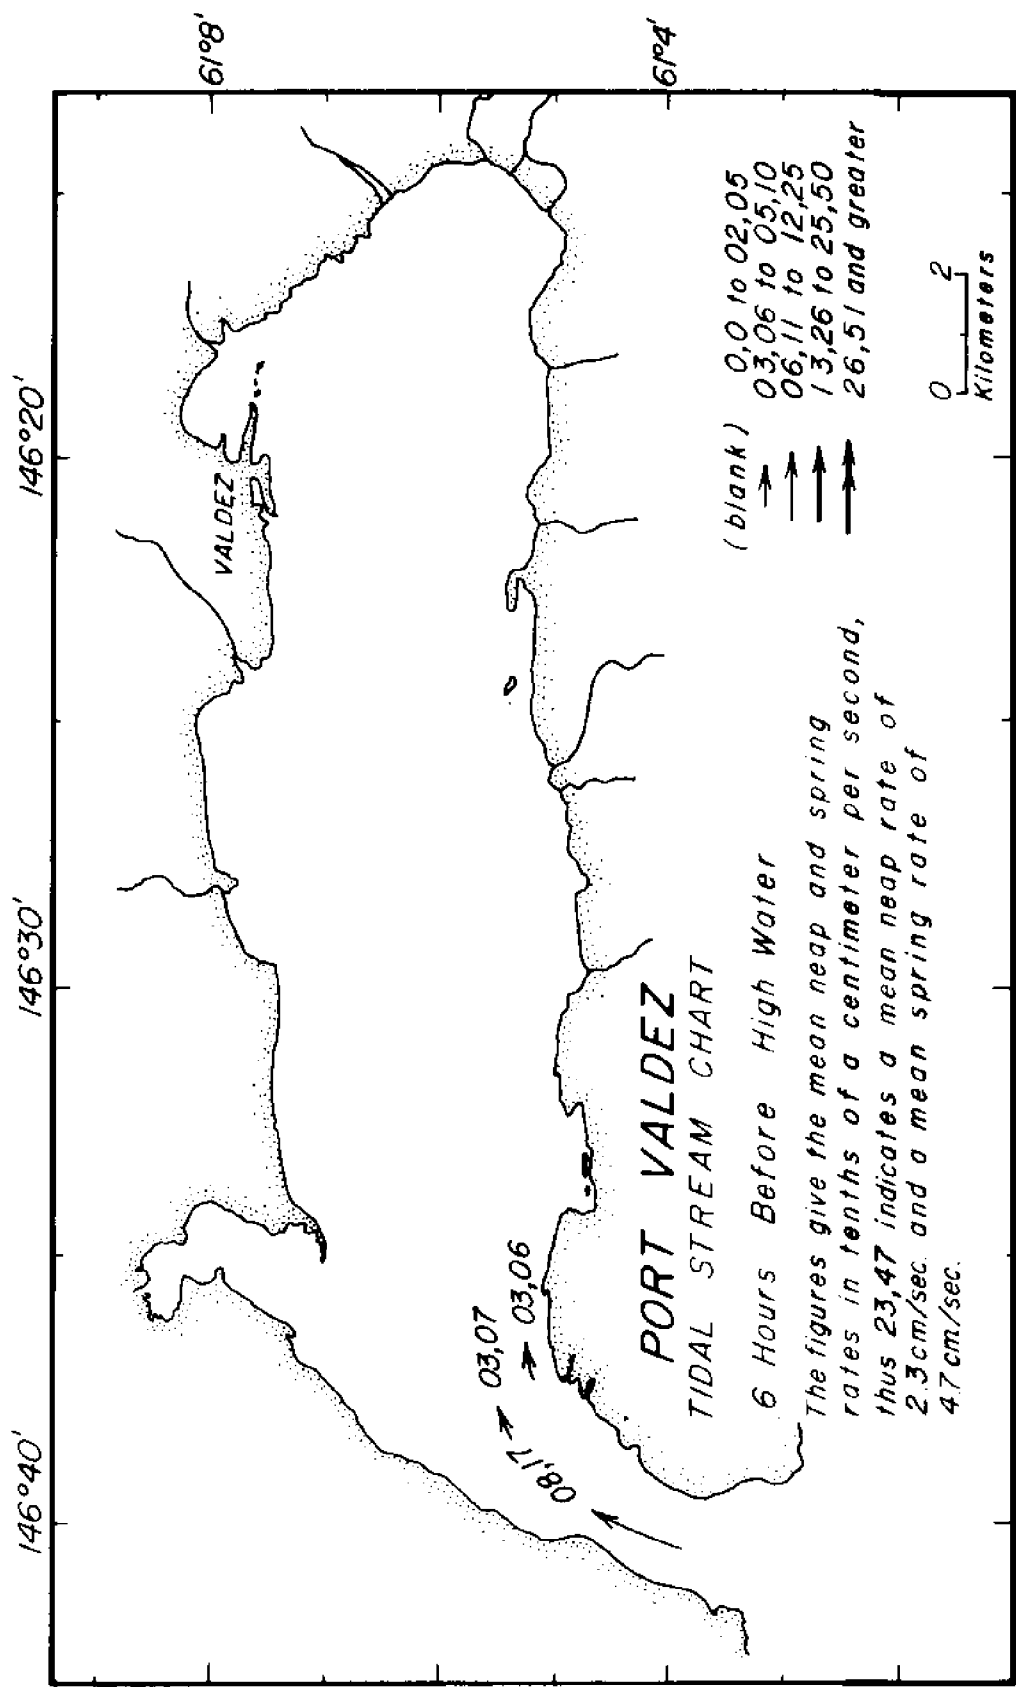 146°40'
146°30'
146°20'
61°8'
61°4'
VALDEZ
03,07
03,06
08,17
PORT VALDEZ
TIDAL STREAM CHART
6 Hours Before High Water
The figures give the mean neap and spring
rates in tenths of a centimeter per second,
thus 23,47 indicates a mean neap rate of
2.3cm/sec. and a mean spring rate of
4.7cm/sec.
(blank) 0,0 to 02,05
03,06 to 05,10
06,11 to 12,25
13,26 to 25,50
26,51 and greater
0 2
Kilometers